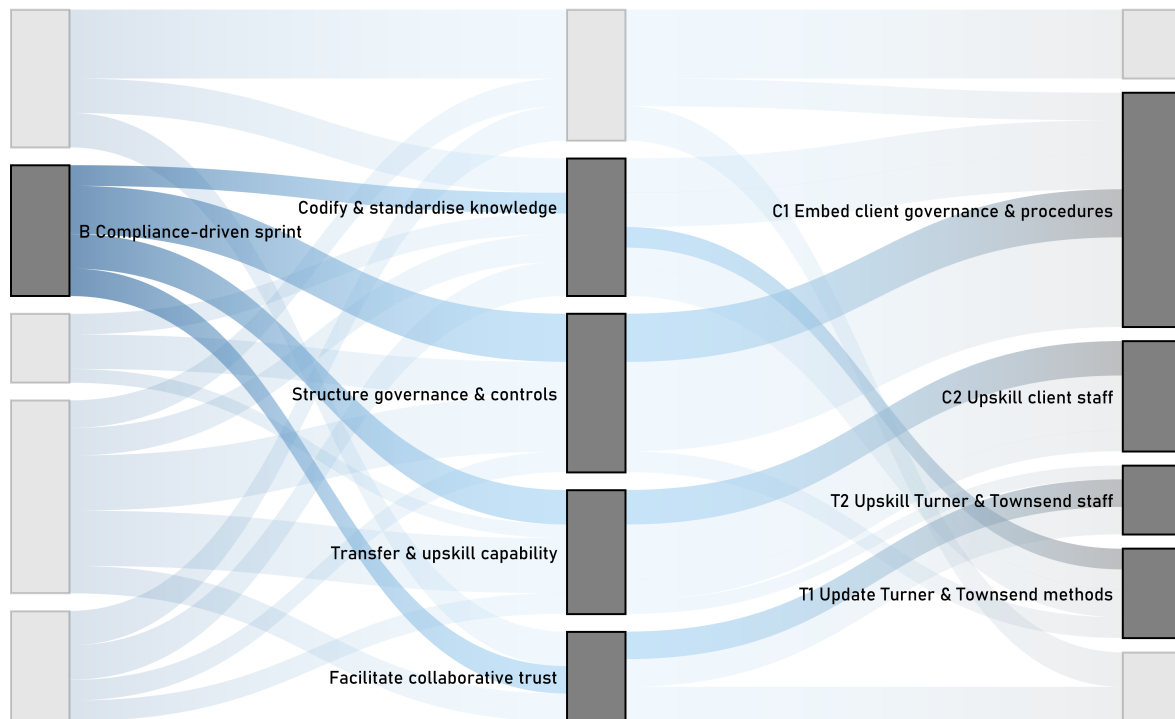 B Compliance-driven sprint
Codify & standardise knowledge
Structure governance & controls
Transfer & upskill capability
Facilitate collaborative trust
C1 Embed client governance & procedures
C2 Upskill client staff
T2 Upskill Turner & Townsend staff
T1 Update Turner & Townsend methods